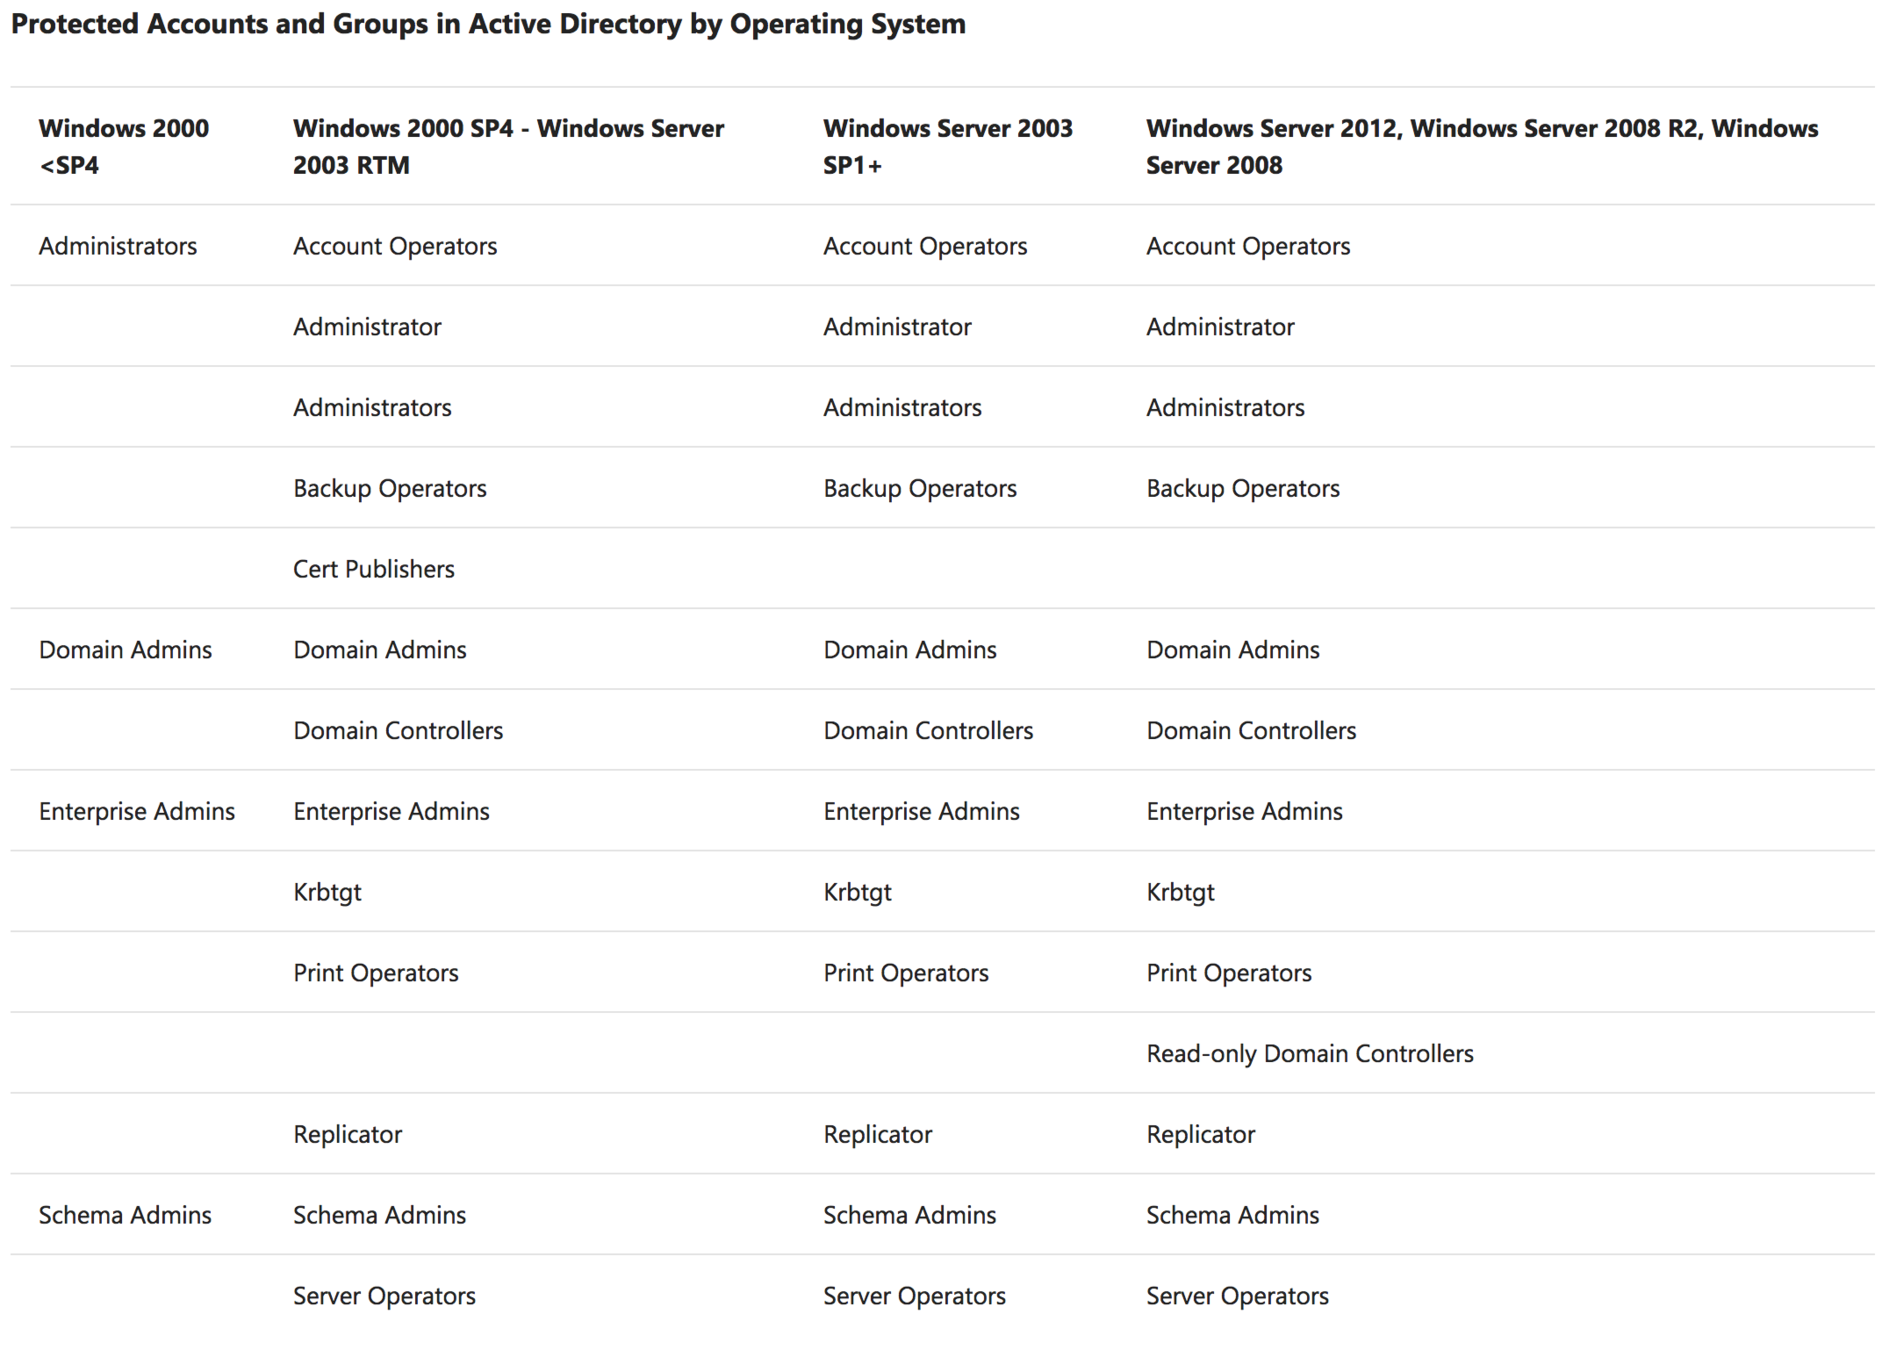 Protected Accounts and Groups in Active Directory by Operating System
Windows 2000 <SP4 Windows 2000 SP4 - Windows Server 2003 RTM Windows Server 2003 SP1+ Windows Server 2012, Windows Server 2008 R2, Windows Server 2008
Administrators Account Operators Account Operators Account Operators
Administrator Administrator Administrator
Administrators Administrators Administrators
Backup Operators Backup Operators Backup Operators
Cert Publishers
Domain Admins Domain Admins Domain Admins Domain Admins
Domain Controllers Domain Controllers Domain Controllers
Enterprise Admins Enterprise Admins Enterprise Admins Enterprise Admins
Krbtgt Krbtgt Krbtgt
Print Operators Print Operators Print Operators
Read-only Domain Controllers
Replicator Replicator Replicator
Schema Admins Schema Admins Schema Admins Schema Admins
Server Operators Server Operators Server Operators